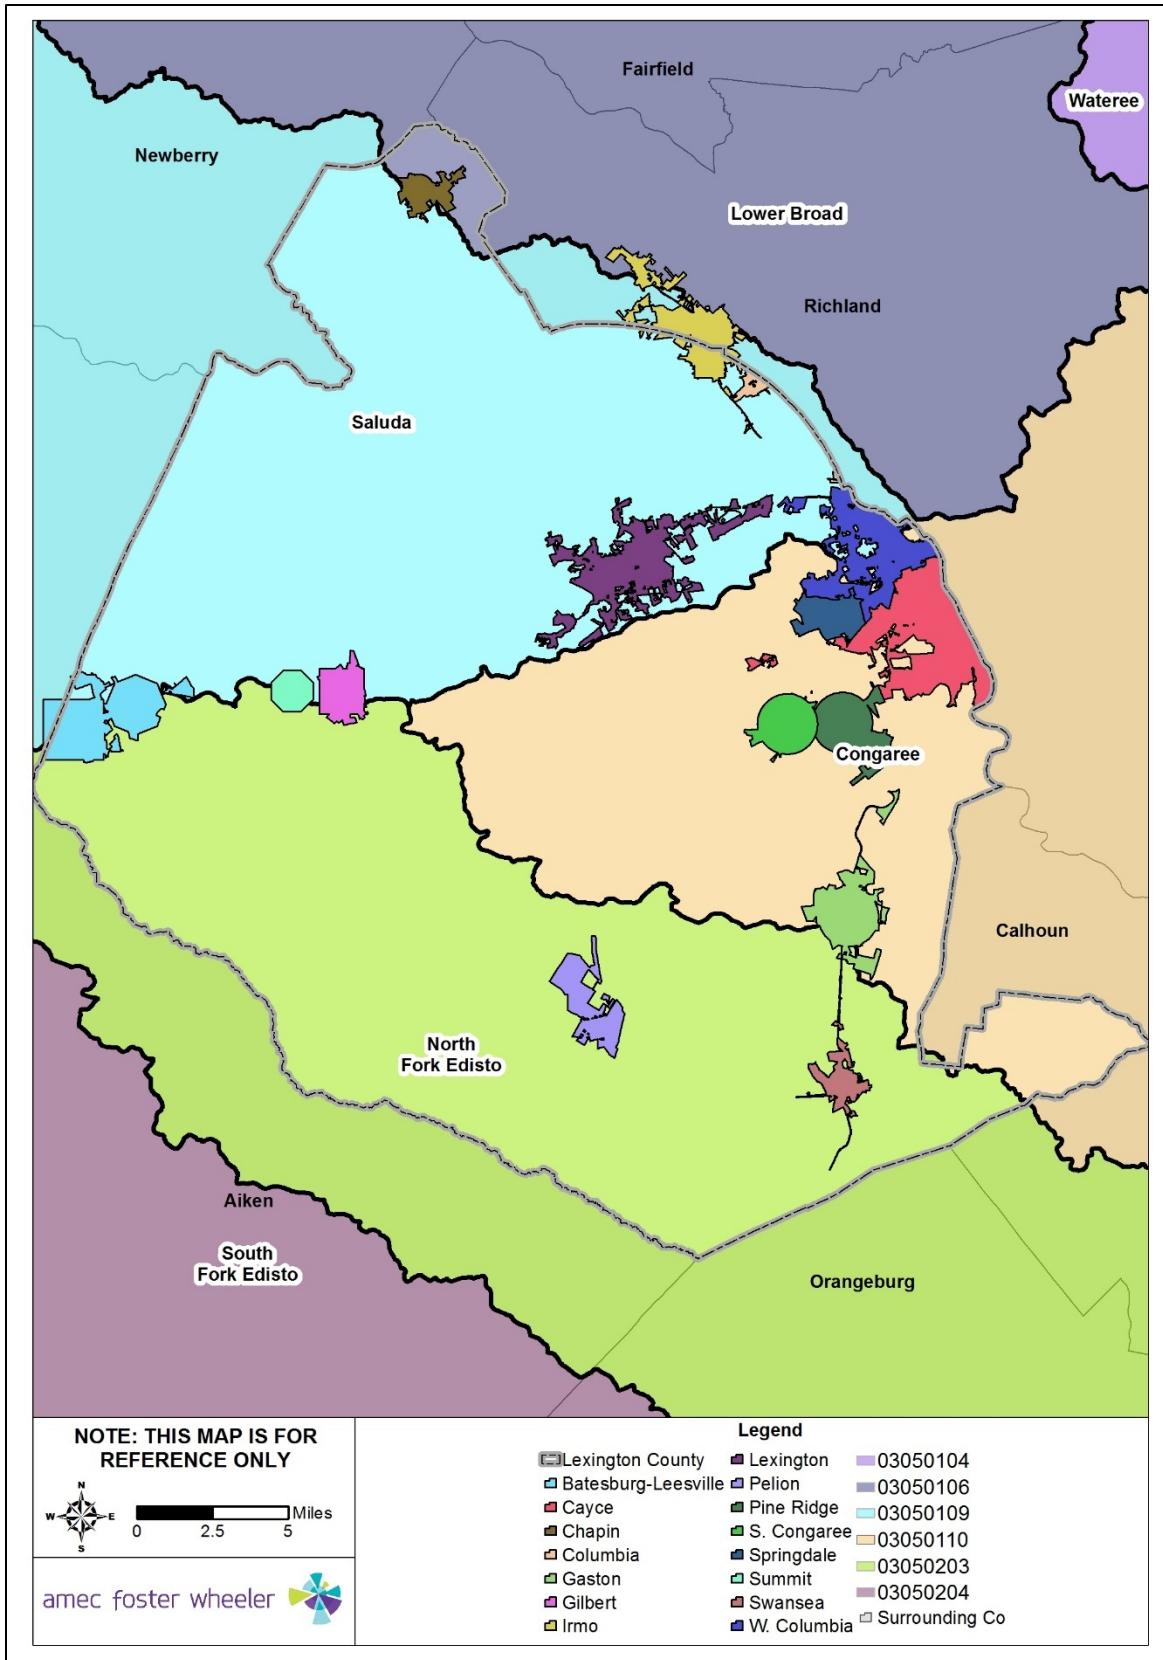 Fairfield
Wateree
Newberry
Lower Broad
Richland
Saluda
Congaree
Calhoun
North
Fork Edisto
Aiken
South
Fork Edisto
Orangeburg
NOTE: THIS MAP IS FOR
REFERENCE ONLY
N
W E
S
0 2.5 5 Miles
amec foster wheeler
Legend
Lexington County
Batesburg-Leesville
Cayce
Chapin
Columbia
Gaston
Gilbert
Irmo
Lexington
Pelion
Pine Ridge
S. Congaree
Springdale
Summit
Swansea
W. Columbia
03050104
03050106
03050109
03050110
03050203
03050204
Surrounding Co